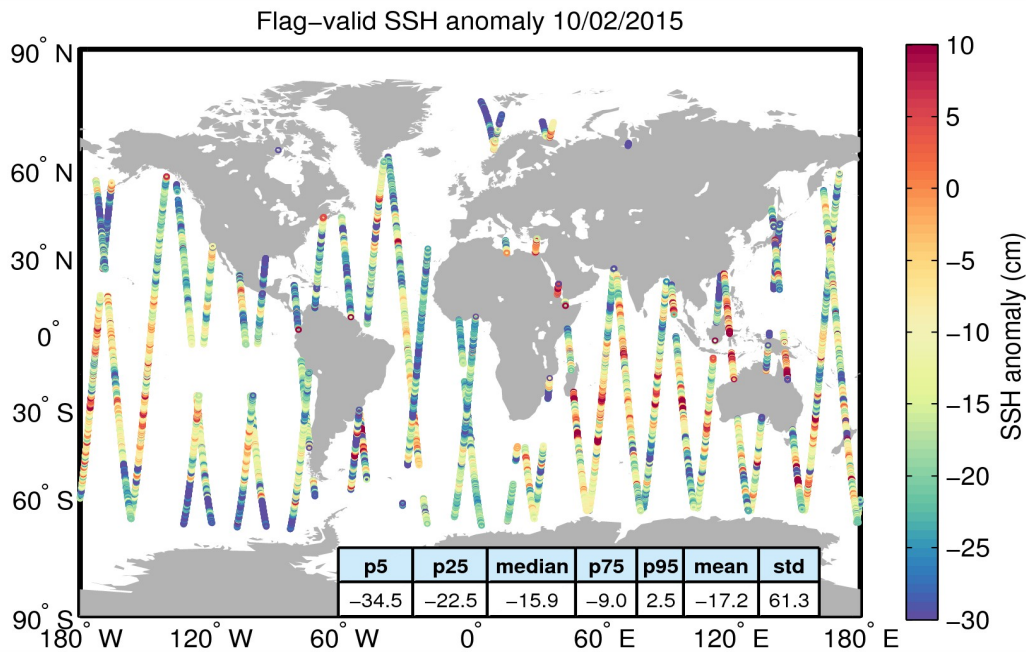 Flag−valid SSH anomaly 10/02/2015
90° N
60° N
30° N
0°
30° S
60° S
90° S
180° W
120° W
60° W
0°
60° E
120° E
180° E
p5 p25 median p75 p95 mean std
−34.5 −22.5 −15.9 −9.0 2.5 −17.2 61.3
10
5
0
−5
−10
−15
−20
−25
−30
SSH anomaly (cm)